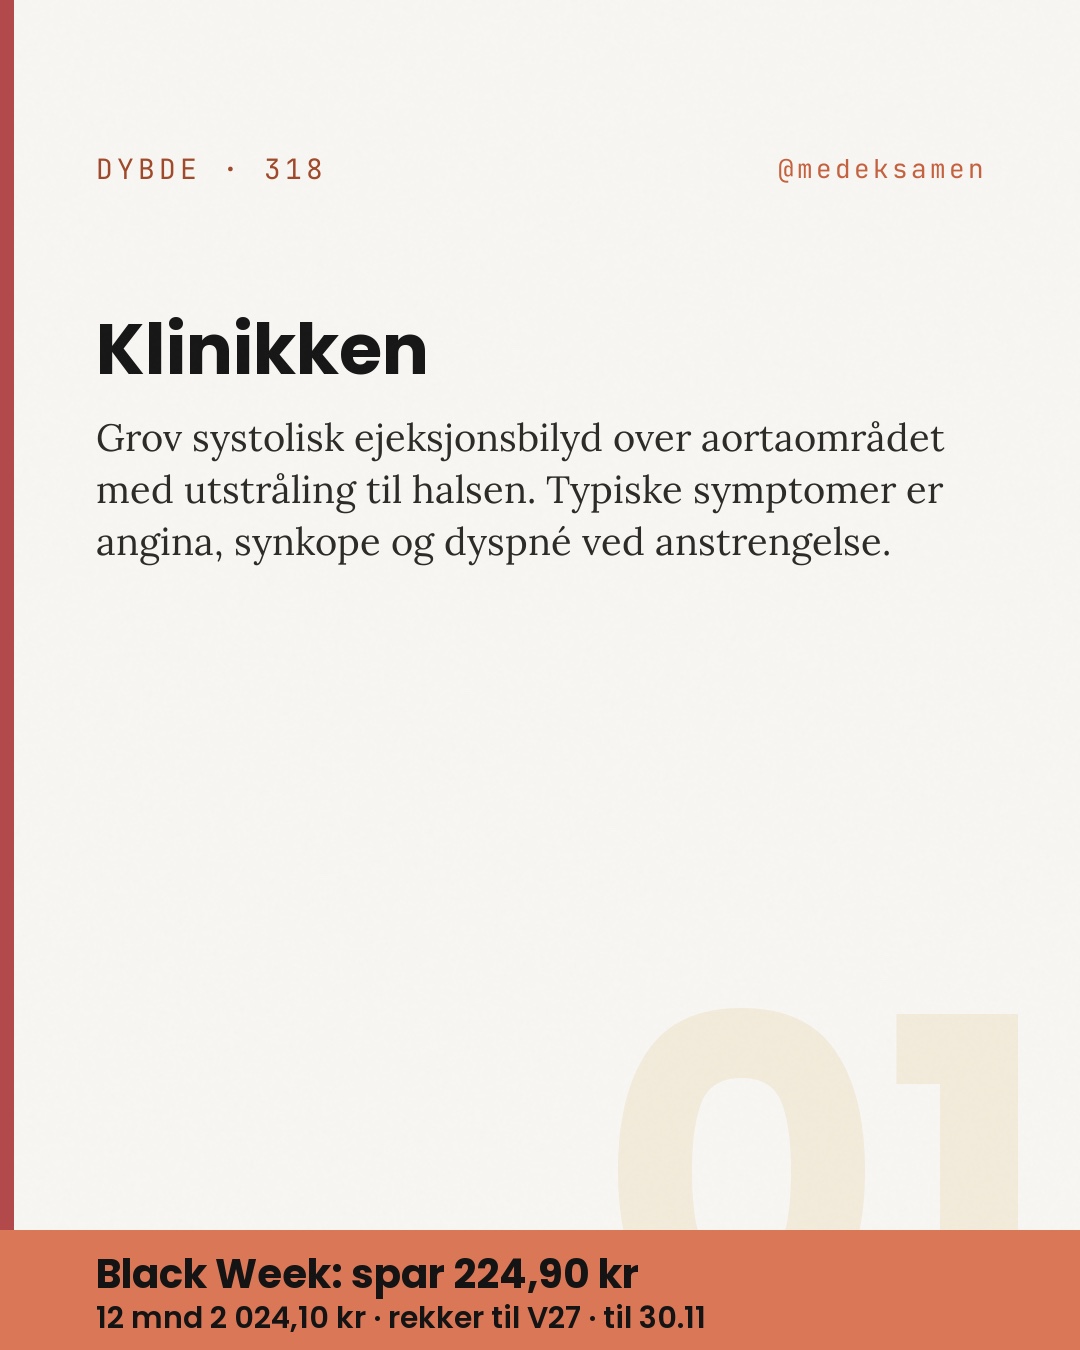 DYBDE · 318
@medeksamen
Klinikken
Grov systolisk ejeksjonsbilyd over aortaområdet
med utstråling til halsen. Typiske symptomer er
angina, synkope og dyspné ved anstrengelse.
01
Black Week: spar 224,90 kr
12 mnd 2 024,10 kr · rekker til V27 · til 30.11